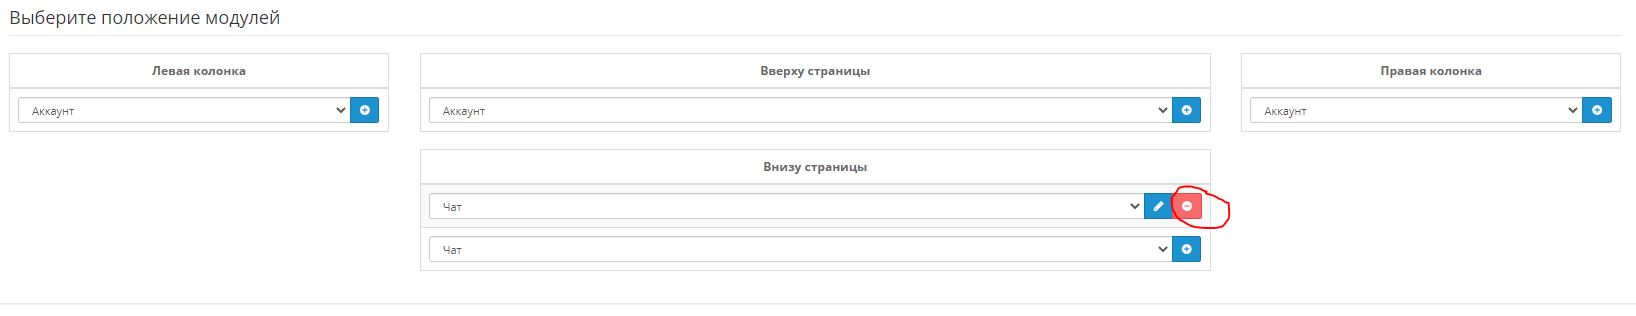 Выберите положение модулей
Левая колонка
Вверху страницы
Правая колонка
Аккаунт
Аккаунт
Аккаунт
Внизу страницы
Чат
Чат